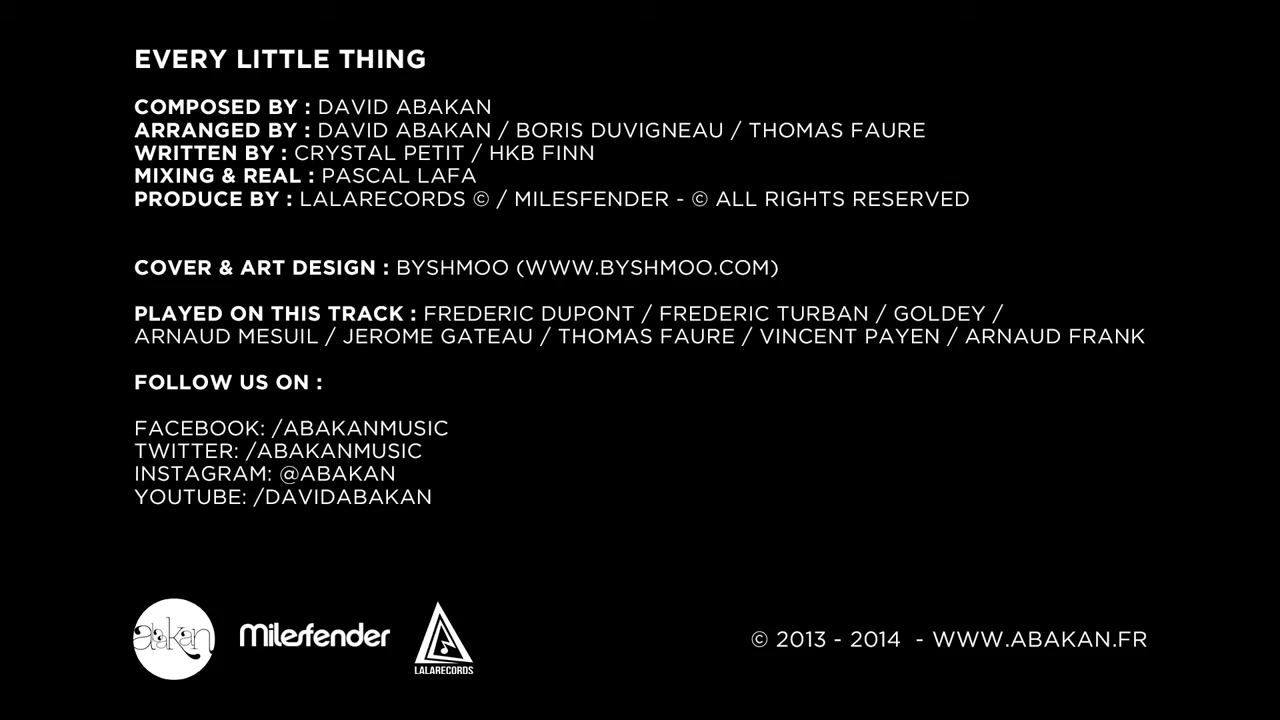 EVERY LITTLE THING
COMPOSED BY : DAVID ABAKAN
ARRANGED BY : DAVID ABAKAN / BORIS DUVIGNEAU / THOMAS FAURE
WRITTEN BY : CRYSTAL PETIT / HKB FINN
MIXING & REAL : PASCAL LAFA
PRODUCE BY : LALARECORDS © / MILESFENDER - © ALL RIGHTS RESERVED
COVER & ART DESIGN : BYSHMOO (WWW.BYSHMOO.COM)
PLAYED ON THIS TRACK : FREDERIC DUPONT / FREDERIC TURBAN / GOLDEY /
ARNAUD MESUIL / JEROME GATEAU / THOMAS FAURE / VINCENT PAYEN / ARNAUD FRANK
FOLLOW US ON :
FACEBOOK: /ABAKANMUSIC
TWITTER: /ABAKANMUSIC
INSTAGRAM: @ABAKAN
YOUTUBE: /DAVIDABAKAN
abakan
Milesfender
LALARECORDS
© 2013 - 2014 - WWW.ABAKAN.FR